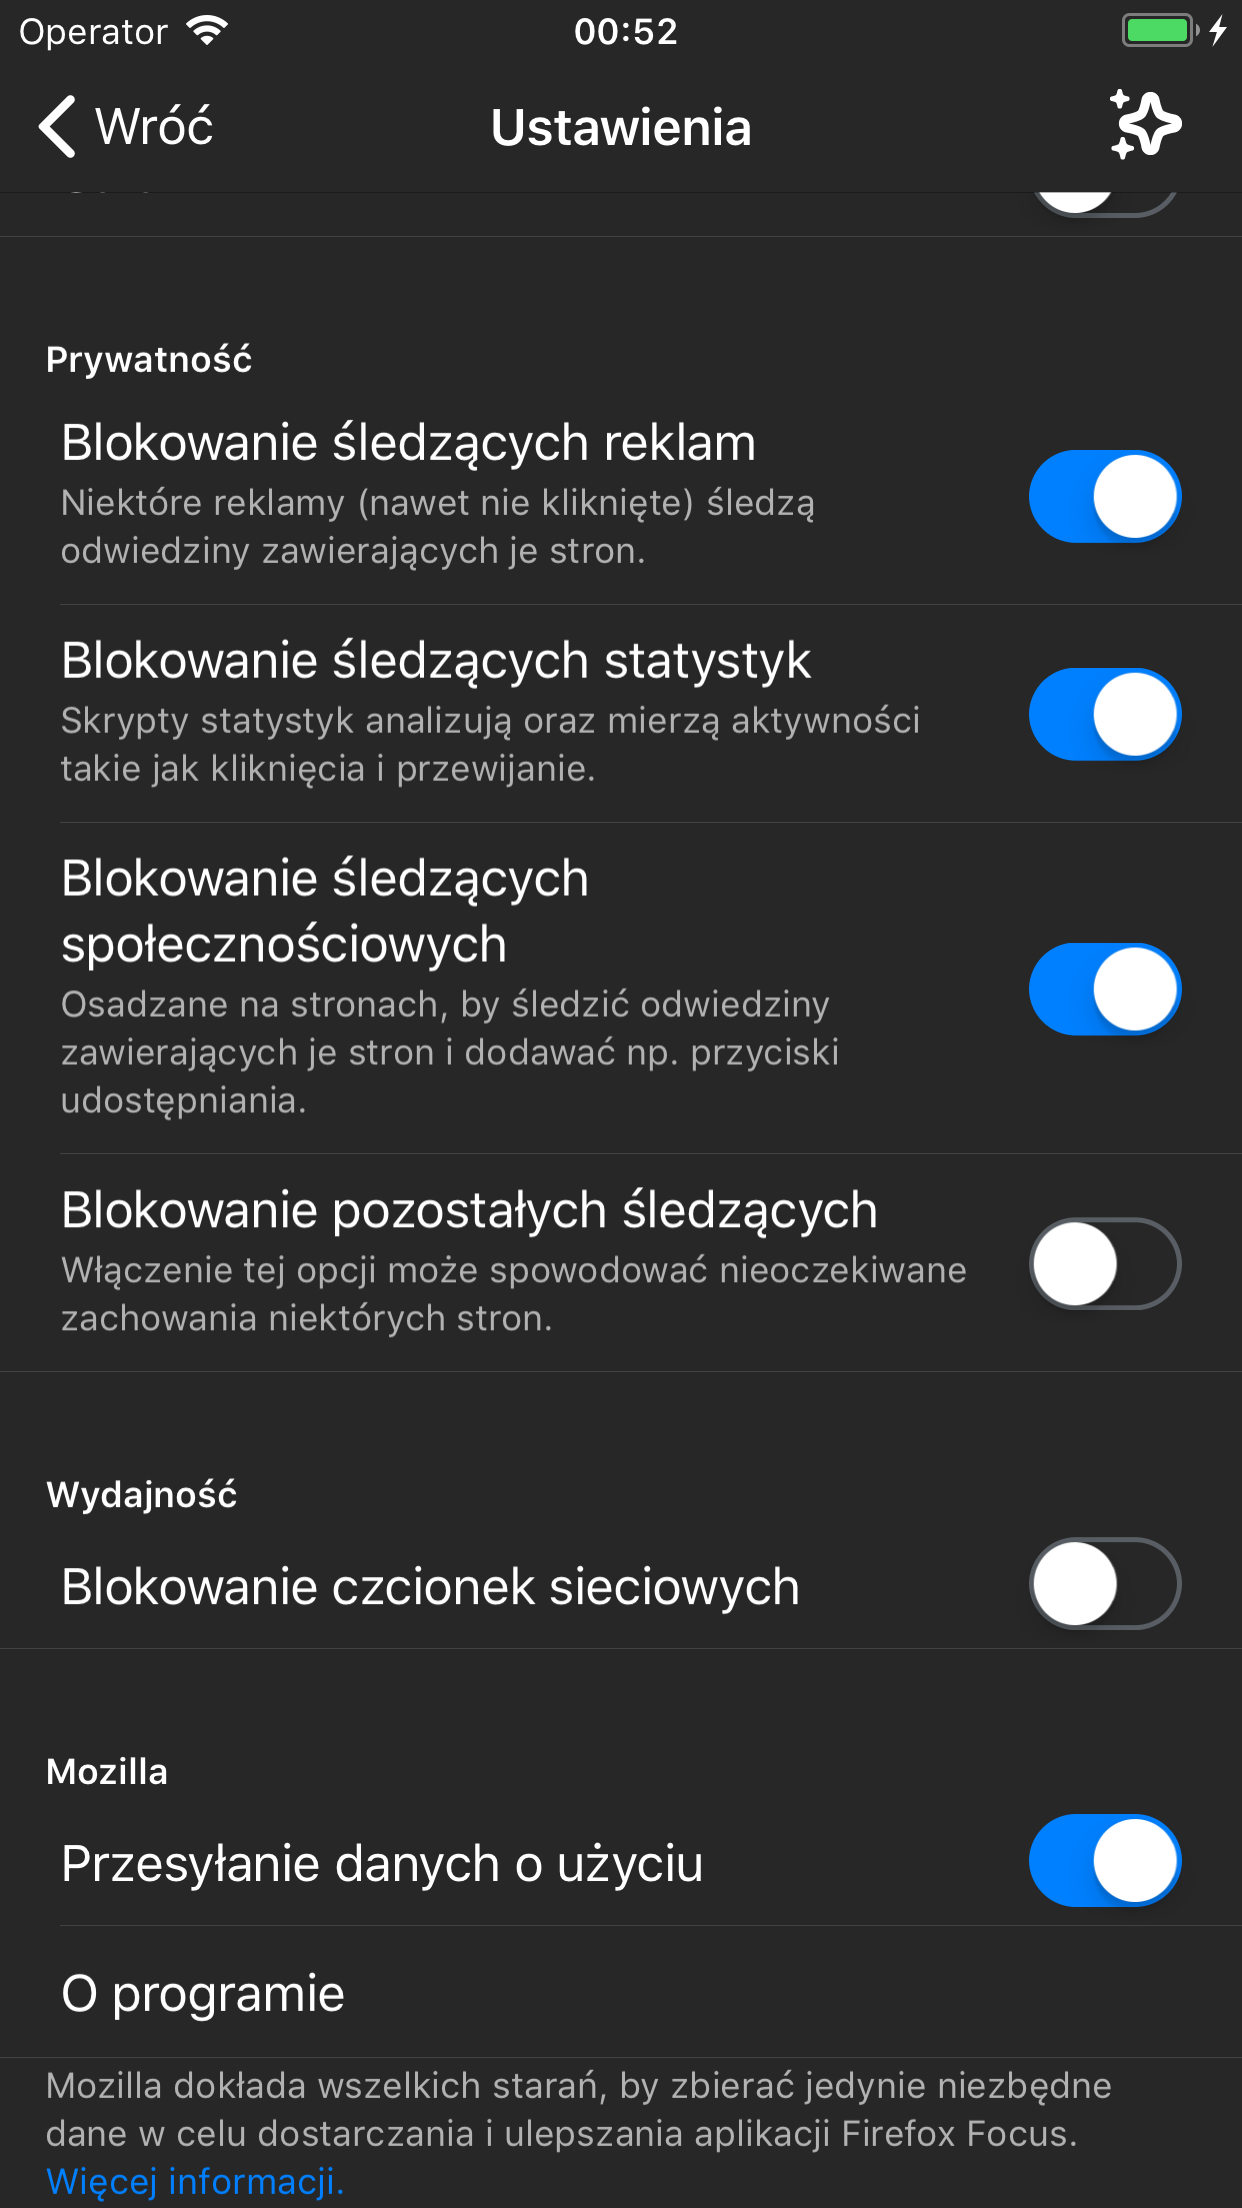 Operator
00:52
Wróć
Ustawienia
Prywatność
Blokowanie śledzących reklam
Niektóre reklamy (nawet nie kliknięte) śledzą
odwiedziny zawierających je stron.
Blokowanie śledzących statystyk
Skrypty statystyk analizują oraz mierzą aktywności
takie jak kliknięcia i przewijanie.
Blokowanie śledzących
społecznościowych
Osadzane na stronach, by śledzić odwiedziny
zawierających je stron i dodawać np. przyciski
udostępniania.
Blokowanie pozostałych śledzących
Włączenie tej opcji może spowodować nieoczekiwane
zachowania niektórych stron.
Wydajność
Blokowanie czcionek sieciowych
Mozilla
Przesyłanie danych o użyciu
O programie
Mozilla dokłada wszelkich starań, by zbierać jedynie niezbędne
dane w celu dostarczania i ulepszania aplikacji Firefox Focus.
Więcej informacji.